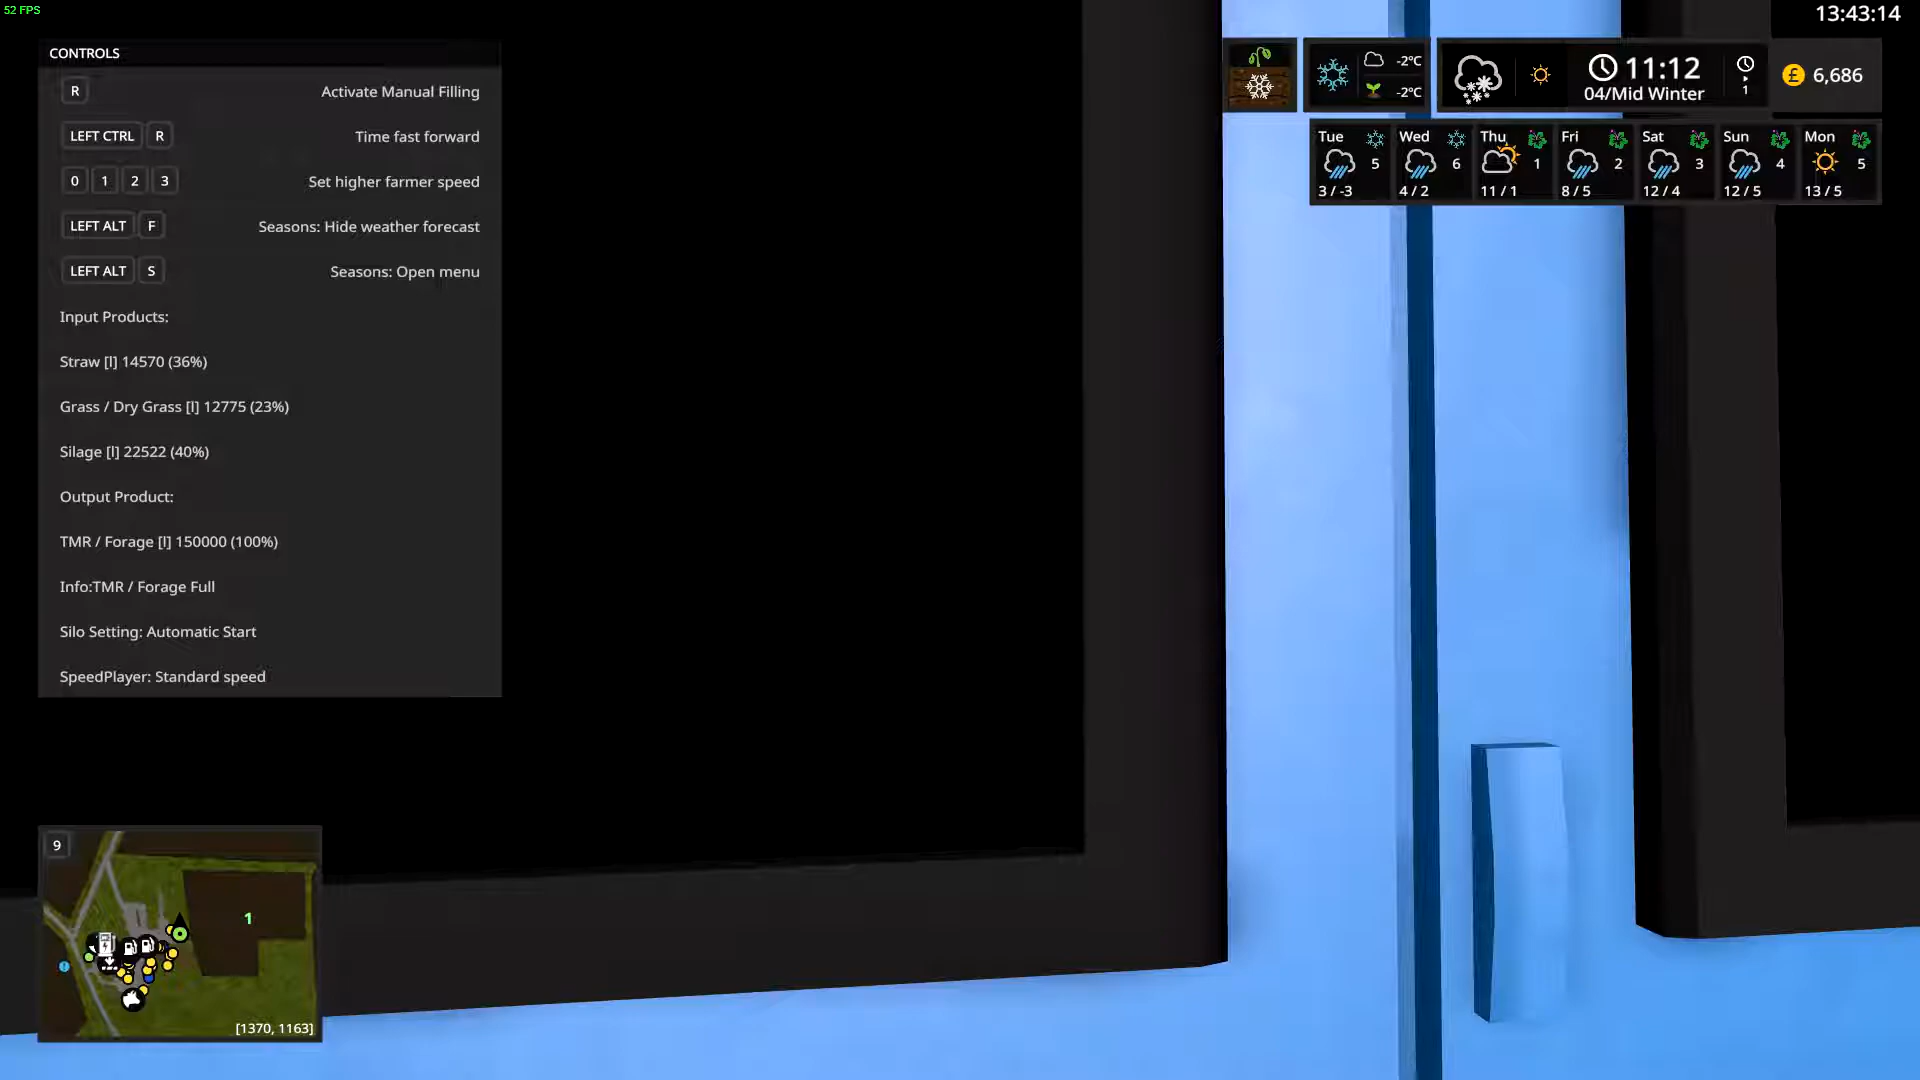 52 FPS
13:43:14
CONTROLS
R Activate Manual Filling
LEFT CTRL R Time fast forward
0 1 2 3 Set higher farmer speed
LEFT ALT F Seasons: Hide weather forecast
LEFT ALT S Seasons: Open menu
Input Products:
Straw [l] 14570 (36%)
Grass / Dry Grass [l] 12775 (23%)
Silage [l] 22522 (40%)
Output Product:
TMR / Forage [l] 150000 (100%)
Info:TMR / Forage Full
Silo Setting: Automatic Start
SpeedPlayer: Standard speed
-2°C
-2°C
11:12
04/Mid Winter
1
£ 6,686
Tue Wed Thu Fri Sat Sun Mon
5 6 1 2 3 4 5
3 / -3 4 / 2 11 / 1 8 / 5 12 / 4 12 / 5 13 / 5
9
1
[1370, 1163]